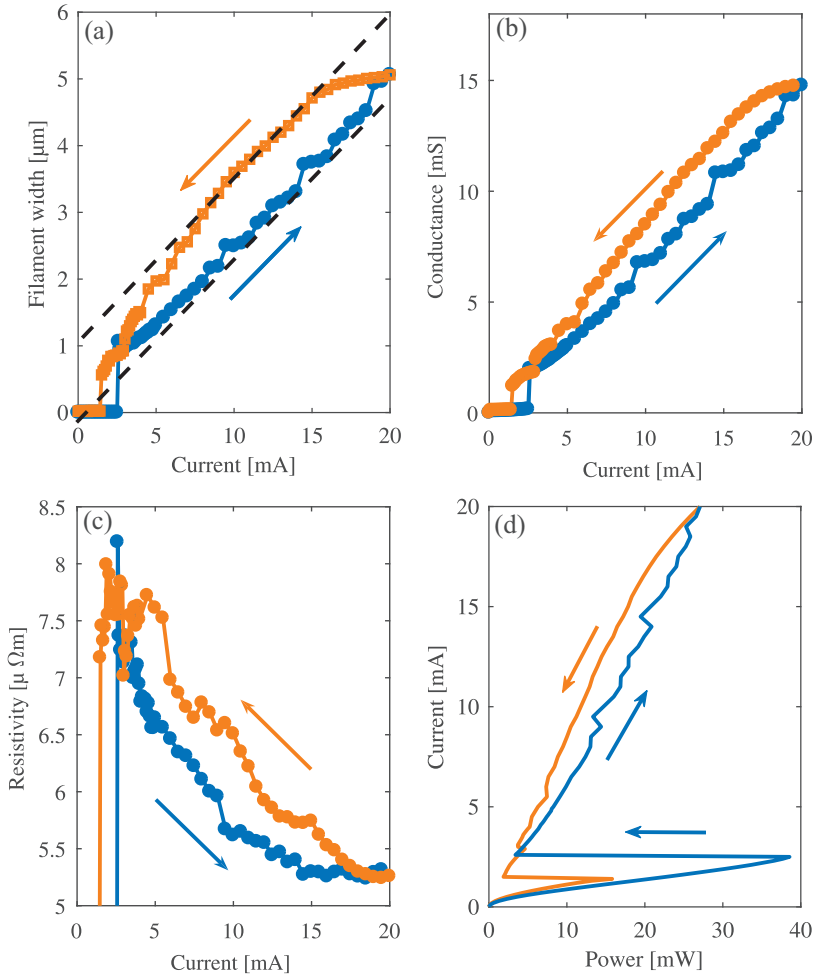 (a)
6
5
4
3
2
1
0
Filament width [μm]
0 5 10 15 20
Current [mA]
(b)
15
10
5
0
Conductance [mS]
0 5 10 15 20
Current [mA]
(c)
8.5
8
7.5
7
6.5
6
5.5
5
Resistivity [μ Ωm]
0 5 10 15 20
Current [mA]
(d)
20
15
10
5
0
Current [mA]
0 10 20 30 40
Power [mW]